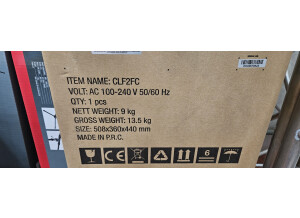 ITEM NAME: CLF2FC
VOLT: AC 100-240 V 50/60 Hz
QTY: 1 pcs
NETT WEIGHT: 9 kg
GROSS WEIGHT: 13.5 kg
SIZE: 508x360x440 mm
MADE IN P.R.C.
6